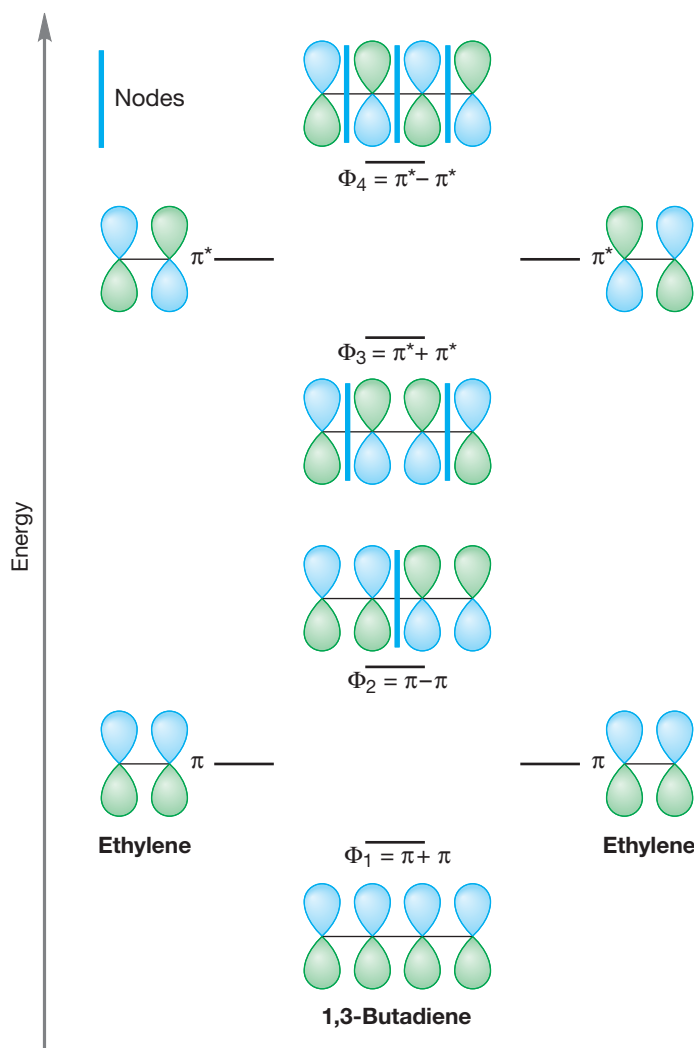 Nodes
Φ4 = π* − π*
π*
π*
Φ3 = π* + π*
Energy
Φ2 = π − π
π
π
Ethylene
Ethylene
Φ1 = π + π
1,3-Butadiene